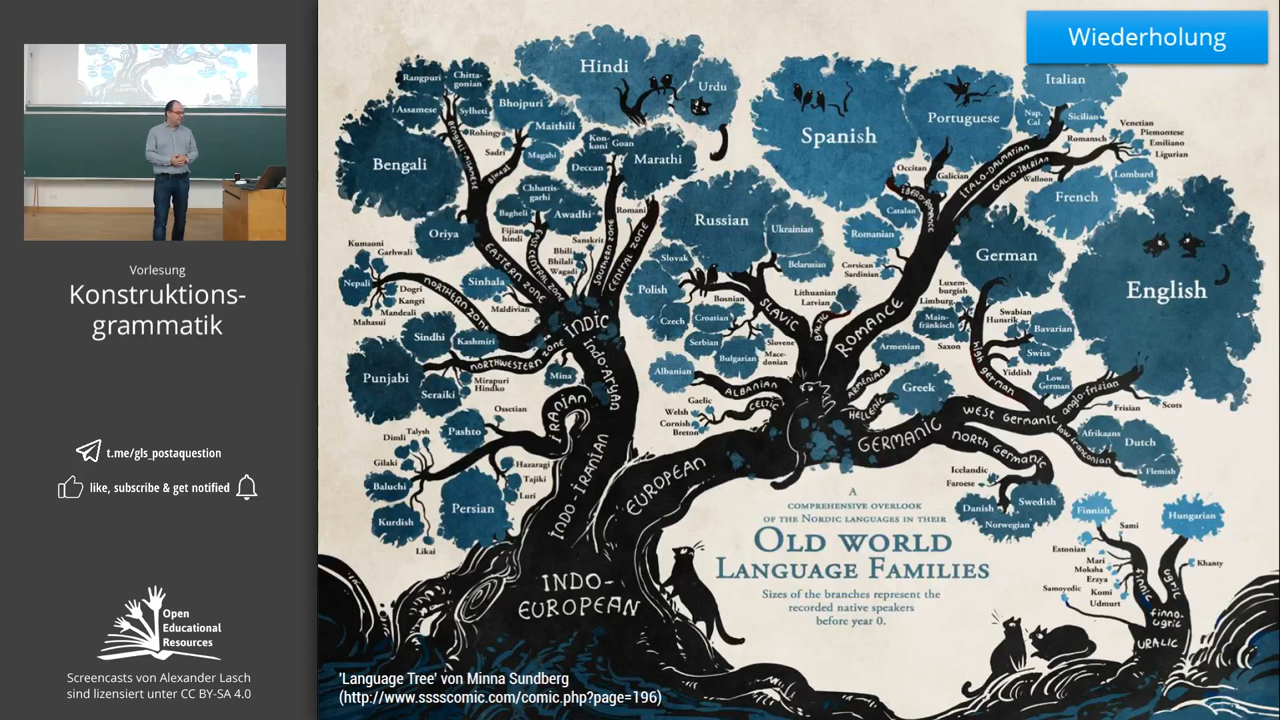 Wiederholung
Vorlesung
Konstruktions-
grammatik
t.me/gls_postaquestion
like, subscribe & get notified
Open
Educational
Resources
Screencasts von Alexander Lasch
sind lizensiert unter CC BY-SA 4.0
Hindi
Urdu
Rangpuri
Chitta-
gonian
Assamese
Sylheti
Rohingya
Bhojpuri
Maithili
Sadri
Magahi
BIHARI
Kon-
koni
Goan
Deccan
Marathi
Bengali
Chhattis-
garhi
Bagheli
Awadhi
Fijian
hindi
Romani
Sanskrit
Bhili
Bhilali
Wagadi
Oriya
EASTERN ZONE
EAST CENTRAL ZONE
SOUTHERN ZONE
CENTRAL ZONE
Kumaoni
Garhwali
Nepali
Dogri
Kangri
Mandeali
Mahasui
NORTHERN ZONE
Sinhala
Maldivian
Sindhi
Kashmiri
NORTHWESTERN ZONE
Punjabi
Seraiki
Mirapuri
Hindko
Mina
INDIC
INDO-ARYAN
IRANIAN
Ossetian
Pashto
Dimli
Talysh
Gilaki
Baluchi
Kurdish
Likai
Persian
Hazaragi
Tajiki
Luri
INDO-IRANIAN
EUROPEAN
INDO-
EUROPEAN
Spanish
Portuguese
Italian
Nap.
Cal
Sicilian
Romansch
Venetian
Piemontese
Emiliano
Ligurian
Lombard
Walloon
French
ITALO-DALMATIAN
GALLO-IBERIAN
IBERO-ROMANCE
Occitan
Galician
Catalan
Romanian
Corsican
Sardinian
ROMANCE
Russian
Ukrainian
Belarusian
Slovak
Polish
Czech
Bosnian
Croatian
Serbian
Bulgarian
Slovene
Mace-
donian
SLAVIC
Lithuanian
Latvian
BALTIC
Albanian
ALBANIAN
CELTIC
Gaelic
Welsh
Cornish
Breton
Armenian
ARMENIAN
Greek
HELLENIC
GERMANIC
WEST GERMANIC
NORTH GERMANIC
German
English
Luxem-
burgish
Limburg.
Main-
fränkisch
Saxon
Swabian
Hunsrik
Bavarian
Swiss
Yiddish
Low
German
HIGH GERMAN
ANGLO-FRISIAN
Frisian
Scots
LOW FRANCONIAN
Afrikaans
Dutch
Flemish
Icelandic
Faroese
Danish
Swedish
Norwegian
Finnish
Hungarian
Sami
Estonian
Mari
Moksha
Erzya
Samoyedic
Komi
Udmurt
Khanty
FINNIC
UGRIC
FINNO-
UGRIC
URALIC
A
COMPREHENSIVE OVERLOOK
OF THE NORDIC LANGUAGES IN THEIR
OLD WORLD
LANGUAGE FAMILIES
Sizes of the branches represent the
recorded native speakers
before year 0.
'Language Tree' von Minna Sundberg
(http://www.sssscomic.com/comic.php?page=196)